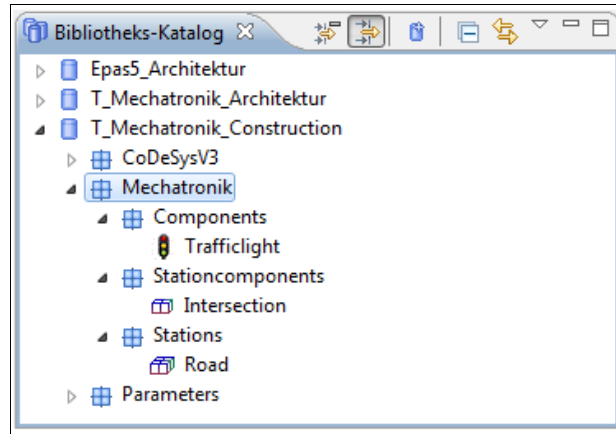 Bibliotheks-Katalog
Epas5_Architektur
T_Mechatronik_Architektur
T_Mechatronik_Construction
CoDeSysV3
Mechatronik
Components
Trafficlight
Stationcomponents
Intersection
Stations
Road
Parameters